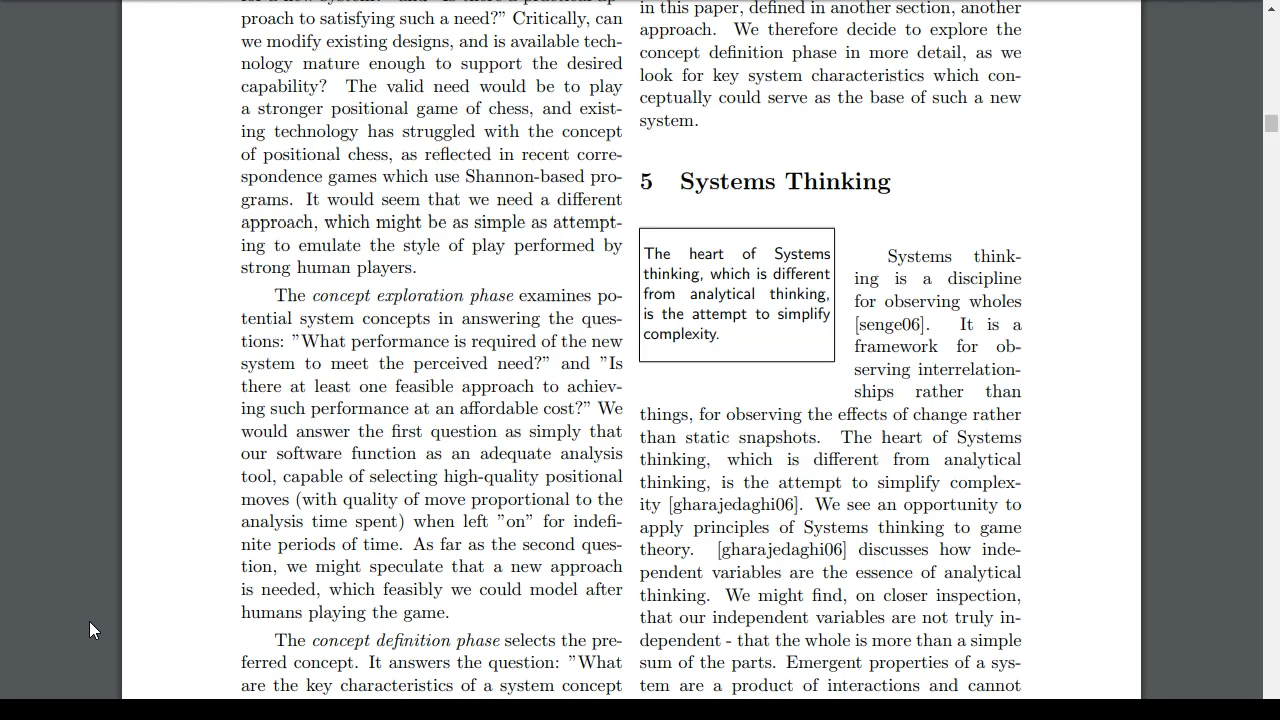 proach to satisfying such a need?” Critically, can
we modify existing designs, and is available tech-
nology mature enough to support the desired
capability? The valid need would be to play
a stronger positional game of chess, and exist-
ing technology has struggled with the concept
of positional chess, as reflected in recent corre-
spondence games which use Shannon-based pro-
grams. It would seem that we need a different
approach, which might be as simple as attempt-
ing to emulate the style of play performed by
strong human players.
The concept exploration phase examines po-
tential system concepts in answering the ques-
tions: ”What performance is required of the new
system to meet the perceived need?” and ”Is
there at least one feasible approach to achiev-
ing such performance at an affordable cost?” We
would answer the first question as simply that
our software function as an adequate analysis
tool, capable of selecting high-quality positional
moves (with quality of move proportional to the
analysis time spent) when left ”on” for indefi-
nite periods of time. As far as the second ques-
tion, we might speculate that a new approach
is needed, which feasibly we could model after
humans playing the game.
The concept definition phase selects the pre-
ferred concept. It answers the question: ”What
are the key characteristics of a system concept
in this paper, defined in another section, another
approach. We therefore decide to explore the
concept definition phase in more detail, as we
look for key system characteristics which con-
ceptually could serve as the base of such a new
system.
5 Systems Thinking
The heart of Systems
thinking, which is different
from analytical thinking,
is the attempt to simplify
complexity.
Systems think-
ing is a discipline
for observing wholes
[senge06]. It is a
framework for ob-
serving interrelation-
ships rather than
things, for observing the effects of change rather
than static snapshots. The heart of Systems
thinking, which is different from analytical
thinking, is the attempt to simplify complex-
ity [gharajedaghi06]. We see an opportunity to
apply principles of Systems thinking to game
theory. [gharajedaghi06] discusses how inde-
pendent variables are the essence of analytical
thinking. We might find, on closer inspection,
that our independent variables are not truly in-
dependent - that the whole is more than a simple
sum of the parts. Emergent properties of a sys-
tem are a product of interactions and cannot